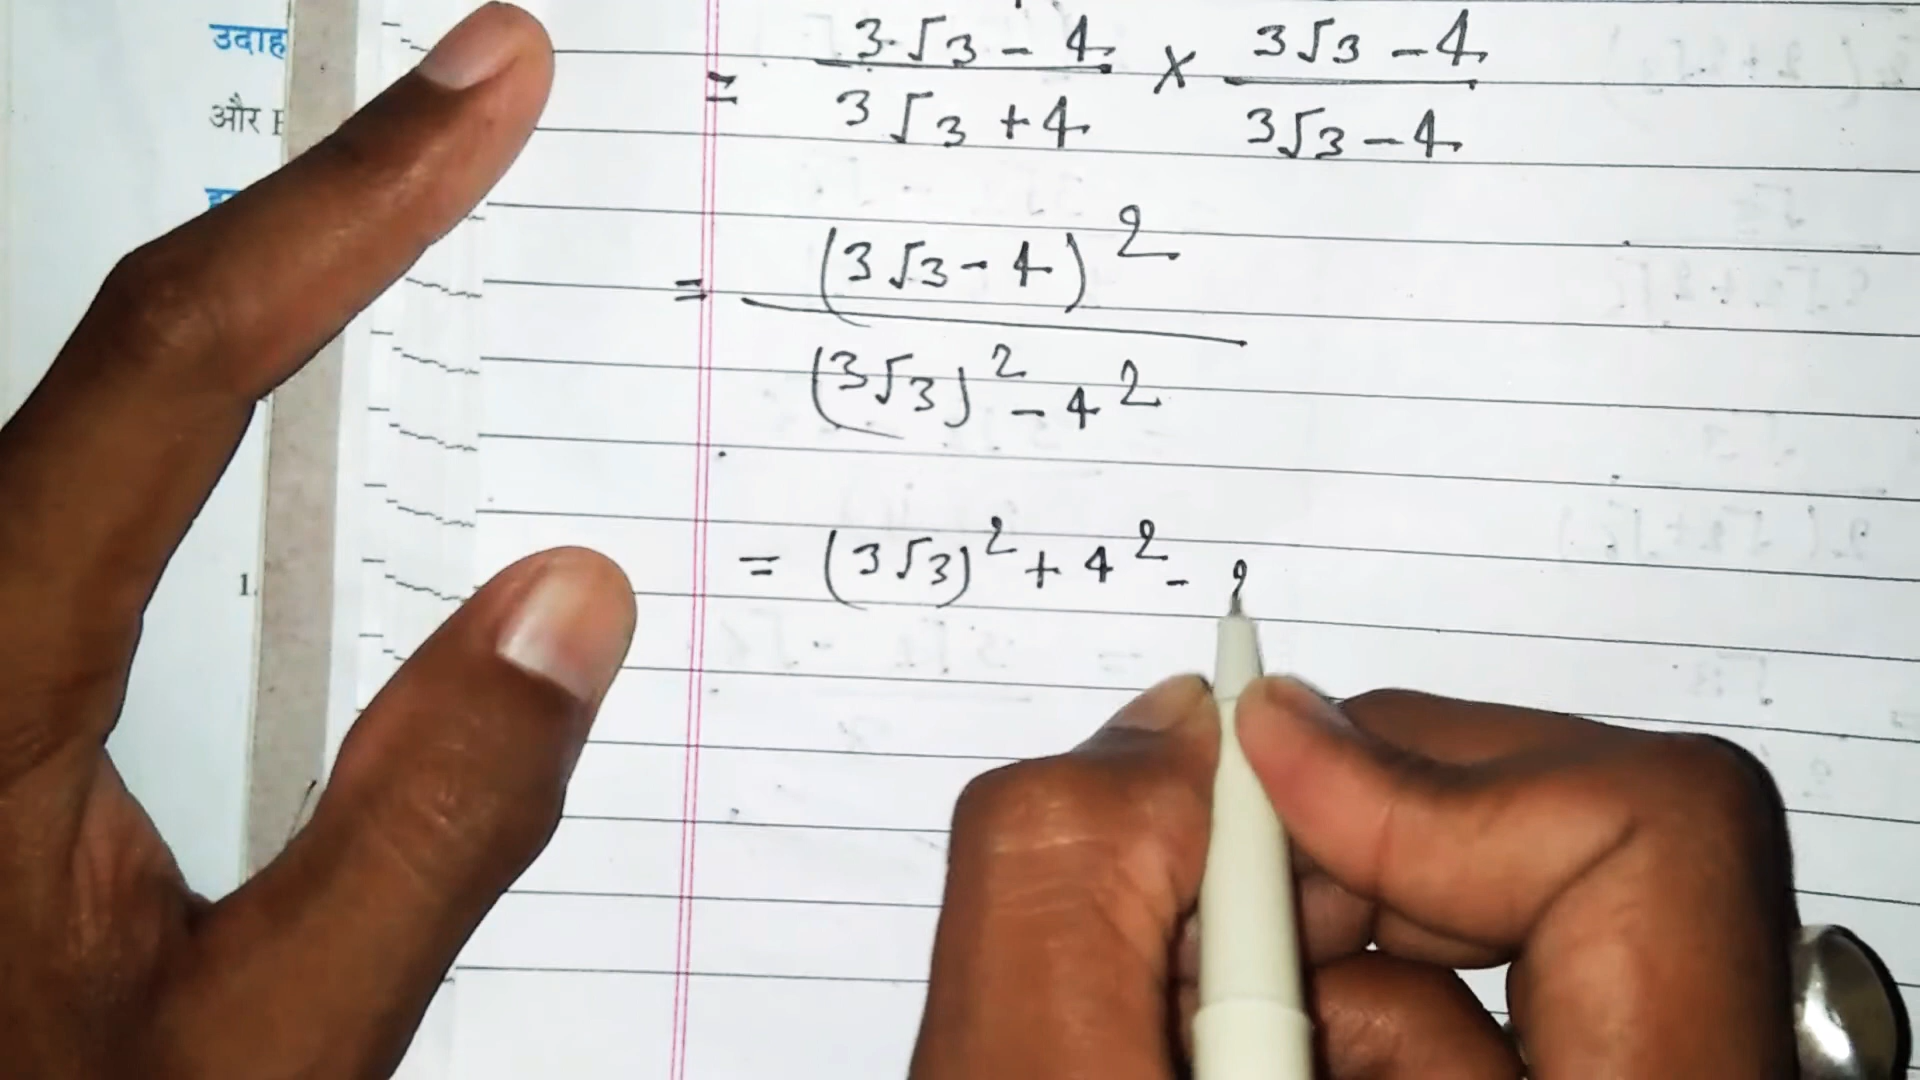 उदाह
और
= (3√3 - 4)/(3√3 + 4) × (3√3 - 4)/(3√3 - 4)
= (3√3 - 4)²/((3√3)² - 4²)
1.
= (3√3)² + 4² - 2